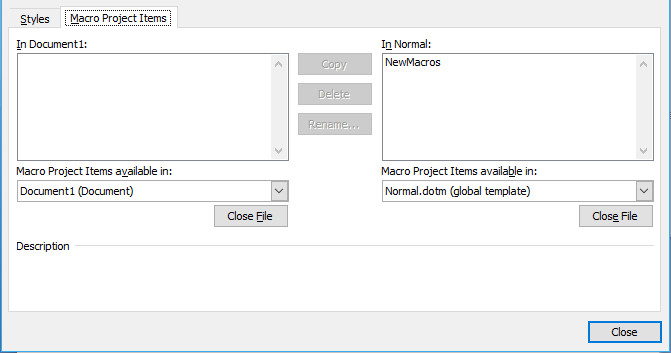 Styles
Macro Project Items
In Document1:
In Normal:
NewMacros
Copy
Delete
Rename...
Macro Project Items available in:
Macro Project Items available in:
Document1 (Document)
Normal.dotm (global template)
Close File
Close File
Description
Close